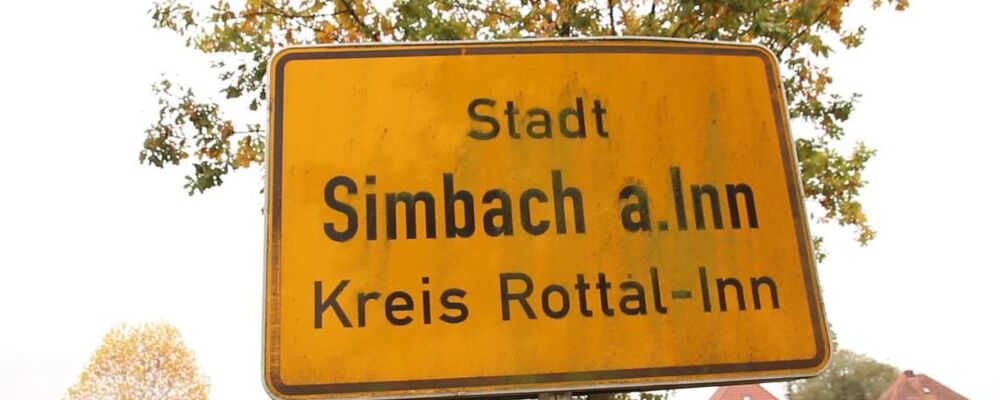 Stadt
Simbach a.Inn
Kreis Rottal-Inn